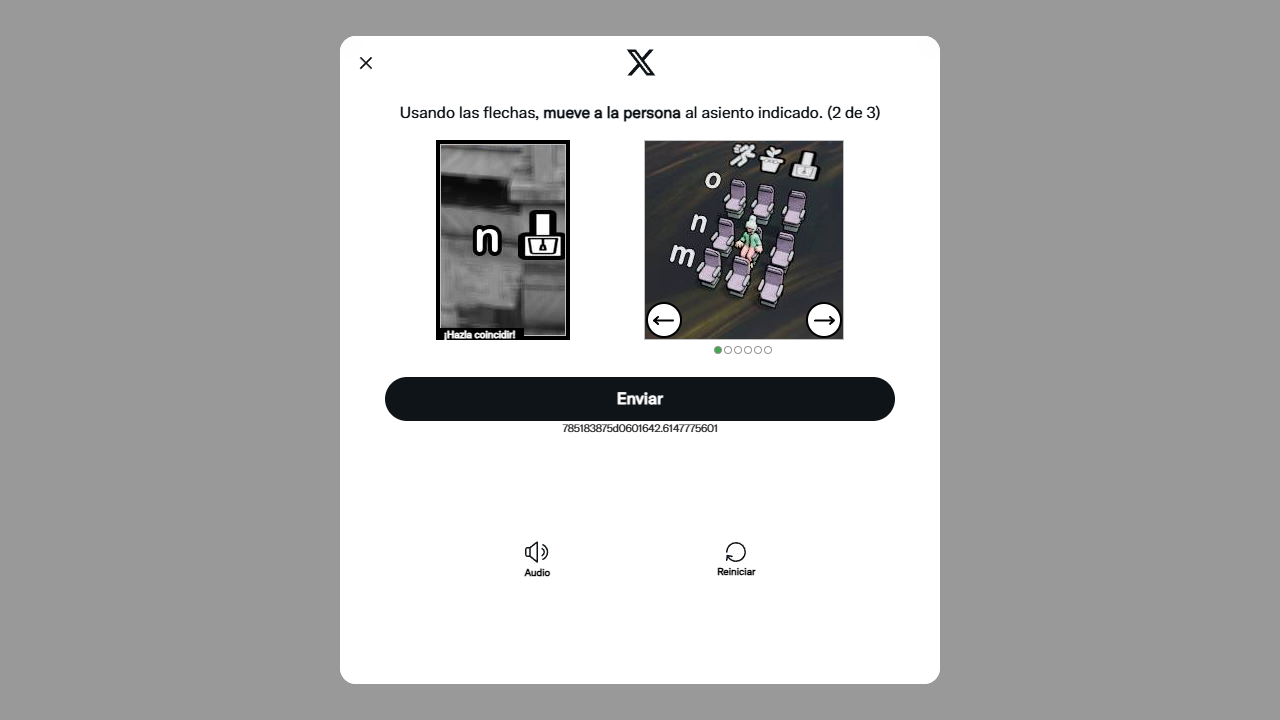 Usando las flechas, mueve a la persona al asiento indicado. (2 de 3)
n
¡Hazla coincidir!
o
n
m
Enviar
785183875d0601642.6147775601
Audio
Reiniciar